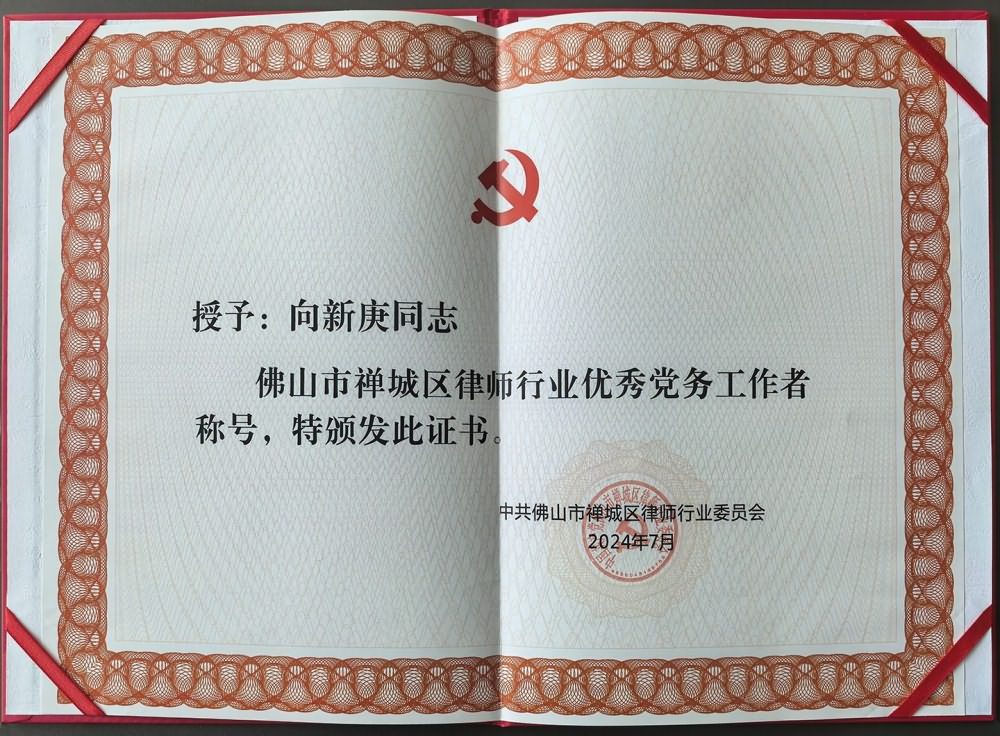 授予：向新庚同志
佛山市禅城区律师行业优秀党务工作者
称号，特颁发此证书。
中共佛山市禅城区律师行业委员会
2024年7月